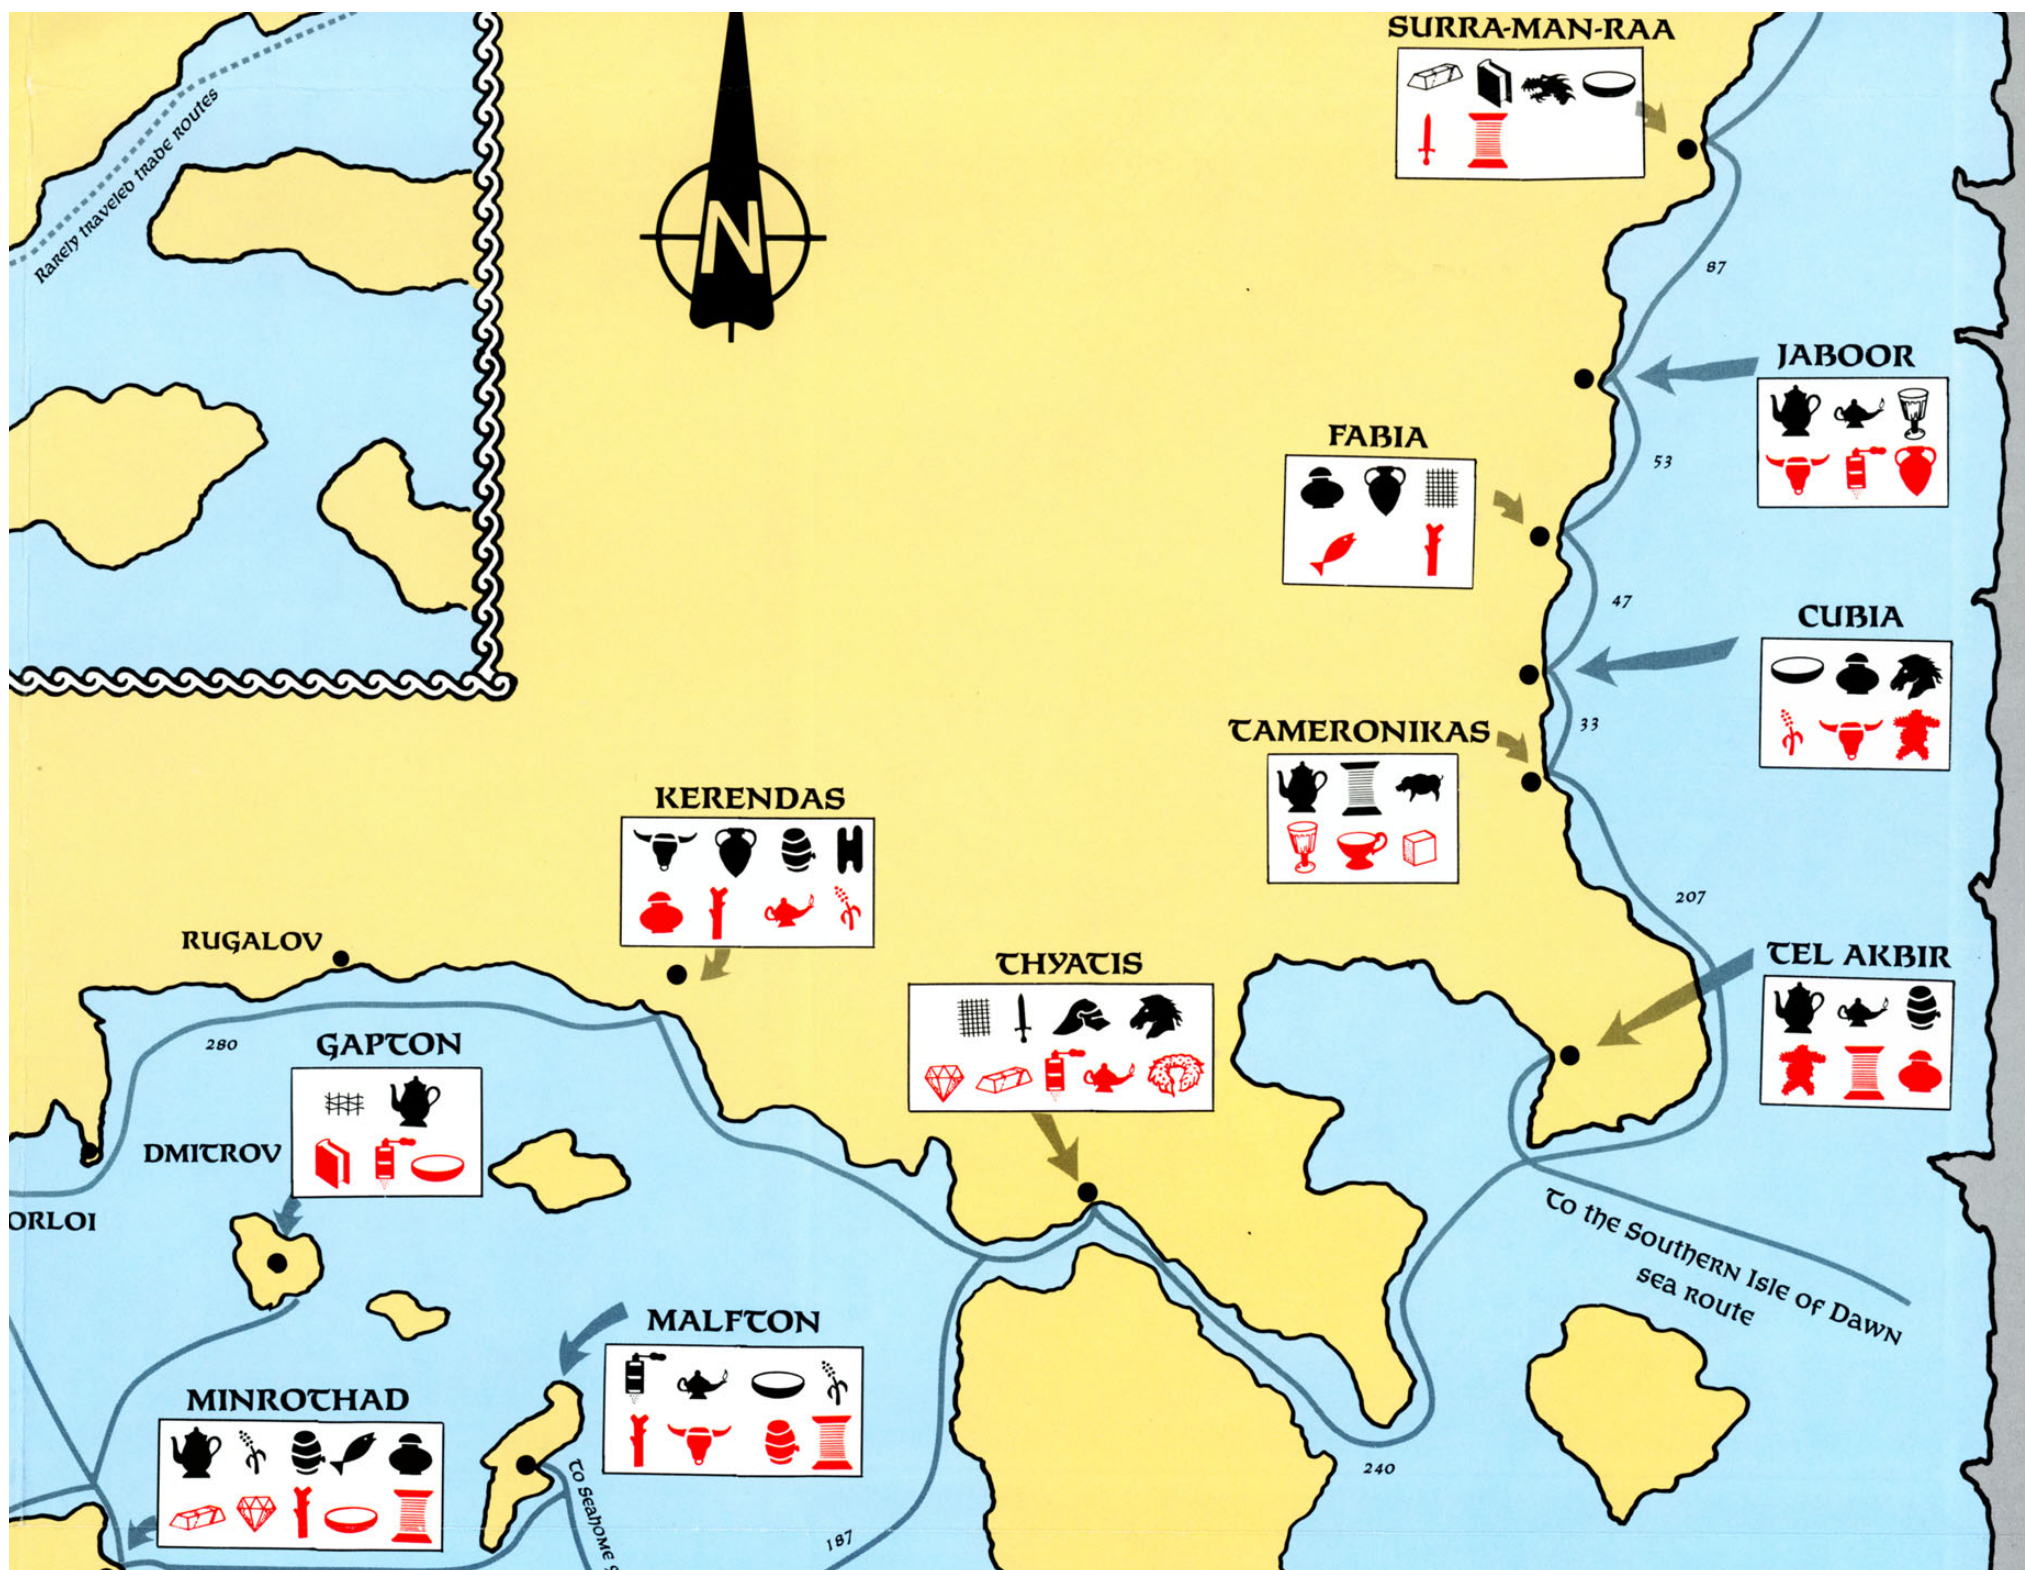 SURRA-MAN-RAA
Rarely traveled trade routes
N
87
JABOOR
FABIA
53
47
CUBIA
TAMERONIKAS
33
KERENDAS
207
RUGALOV
THYATIS
TEL AKBIR
280
GAPTON
DMITROV
ORLOI
To the Southern Isle of Dawn
sea route
MALFTON
MINROTHAD
240
To Seahome
187